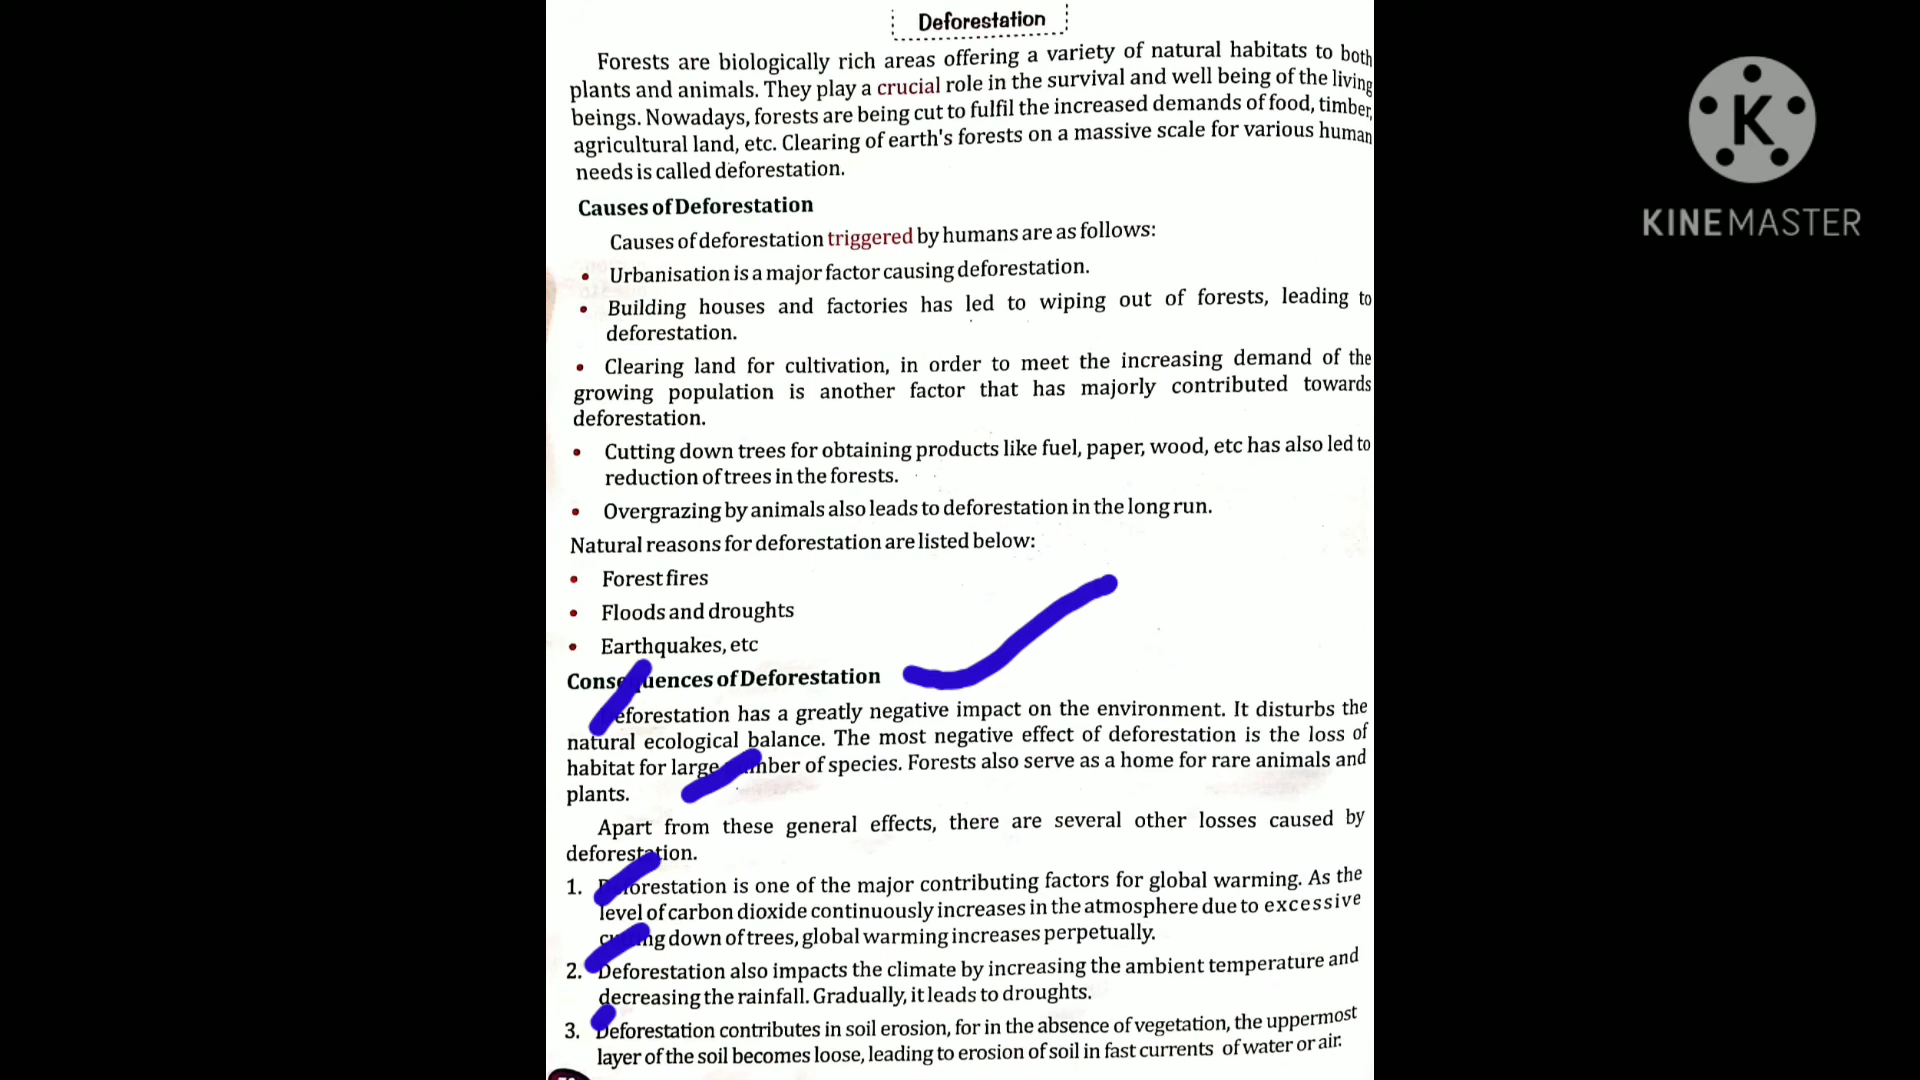 Deforestation
Forests are biologically rich areas offering a variety of natural habitats to both
plants and animals. They play a crucial role in the survival and well being of the living
beings. Nowadays, forests are being cut to fulfil the increased demands of food, timber,
agricultural land, etc. Clearing of earth's forests on a massive scale for various human
needs is called deforestation.
Causes of Deforestation
Causes of deforestation triggered by humans are as follows:
• Urbanisation is a major factor causing deforestation.
• Building houses and factories has led to wiping out of forests, leading to
deforestation.
• Clearing land for cultivation, in order to meet the increasing demand of the
growing population is another factor that has majorly contributed towards
deforestation.
• Cutting down trees for obtaining products like fuel, paper, wood, etc has also led to
reduction of trees in the forests.
• Overgrazing by animals also leads to deforestation in the long run.
Natural reasons for deforestation are listed below:
• Forest fires
• Floods and droughts
• Earthquakes, etc
Consequences of Deforestation
Deforestation has a greatly negative impact on the environment. It disturbs the
natural ecological balance. The most negative effect of deforestation is the loss of
habitat for large number of species. Forests also serve as a home for rare animals and
plants.
Apart from these general effects, there are several other losses caused by
deforestation.
1. Deforestation is one of the major contributing factors for global warming. As the
level of carbon dioxide continuously increases in the atmosphere due to excessive
cutting down of trees, global warming increases perpetually.
2. Deforestation also impacts the climate by increasing the ambient temperature and
decreasing the rainfall. Gradually, it leads to droughts.
3. Deforestation contributes in soil erosion, for in the absence of vegetation, the uppermost
layer of the soil becomes loose, leading to erosion of soil in fast currents of water or air.
K
KINEMASTER